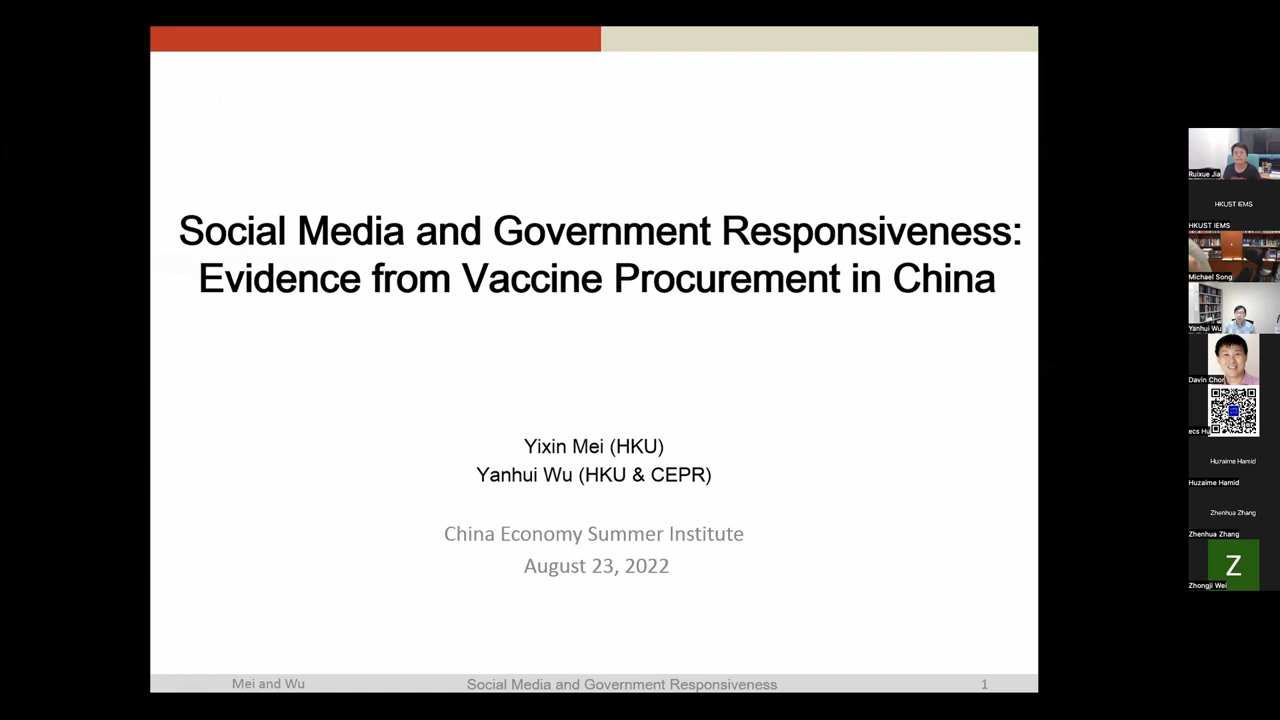 Social Media and Government Responsiveness:
Evidence from Vaccine Procurement in China
Yixin Mei (HKU)
Yanhui Wu (HKU & CEPR)
China Economy Summer Institute
August 23, 2022
Mei and Wu
Social Media and Government Responsiveness
1
Ruixue Jia
HKUST IEMS
HKUST IEMS
Michael Song
Yanhui Wu
Davin Chor
ecs Hu
Huzaime Hamid
Huzaime Hamid
Zhenhua Zhang
Zhenhua Zhang
Z
Zhongji Wei